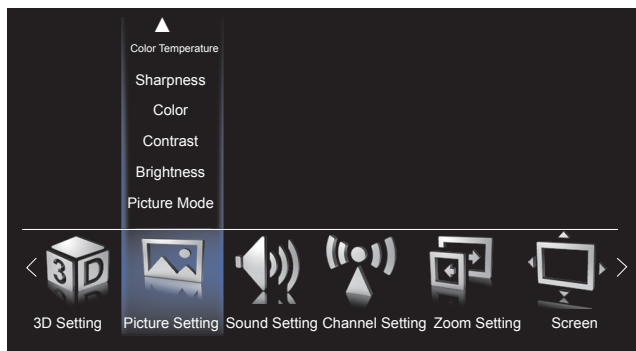 Color Temperature
Sharpness
Color
Contrast
Brightness
Picture Mode
3D
3D Setting Picture Setting Sound Setting Channel Setting Zoom Setting Screen